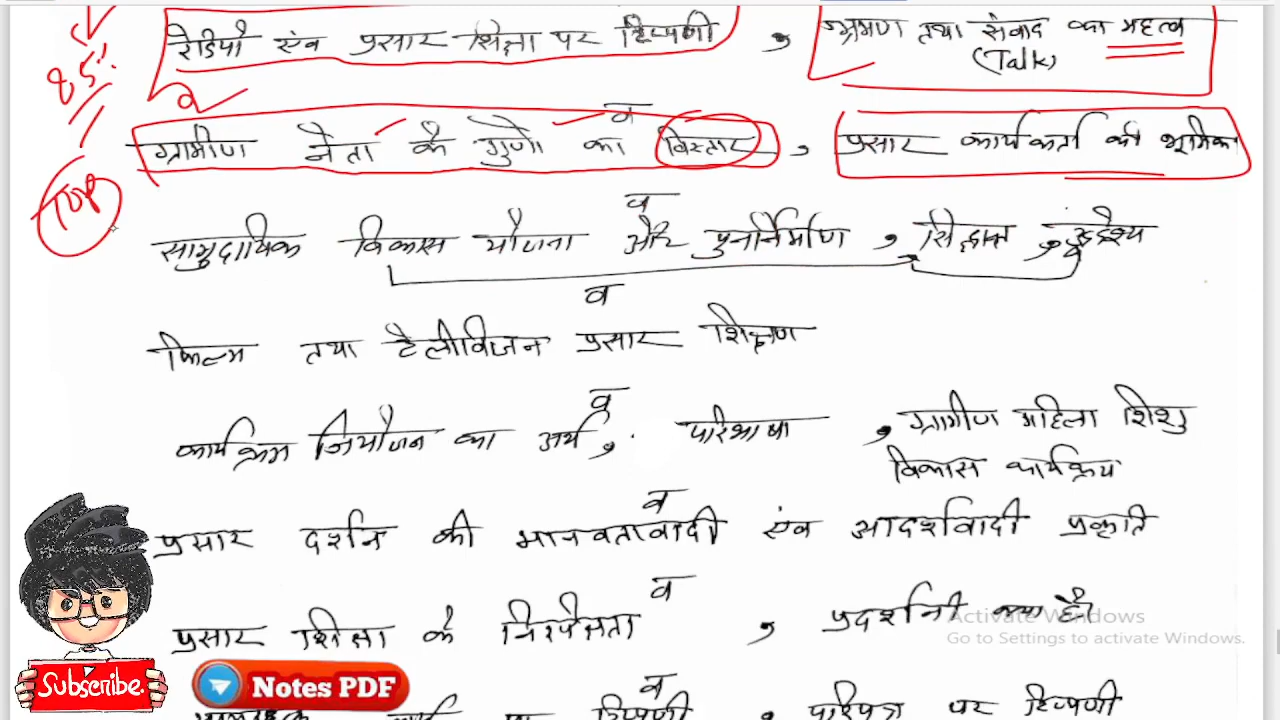 रेडियो एंव प्रसार शिक्षा पर टिप्पणी , भ्रमण तथा संवाद का महत्व
(Talk)
85%
व
ग्रामीण नेता के गुणो का विस्तार , प्रसार कार्यकर्ता की भूमिका
TOP
व
सामुदायिक विकास योजना और पुनर्निर्माण , सिद्धान्त , उद्देश्य
व
फिल्म तथा टेलीविजन प्रसार शिक्षण
व
कार्यक्रम नियोजन का अर्थ , परिभाषा , ग्रामीण महिला शिशु
विकास कार्यक्रम
व
प्रसार दर्शन की मानवतावादी एंव आदर्शवादी प्रकृति
व
प्रसार शिक्षा के निरपेक्षता , प्रदर्शनी क्या है।
Activate Windows
Go to Settings to activate Windows.
Subscribe.
Notes PDF
व
टिप्पणी , परिपत्र पर टिप्पणी